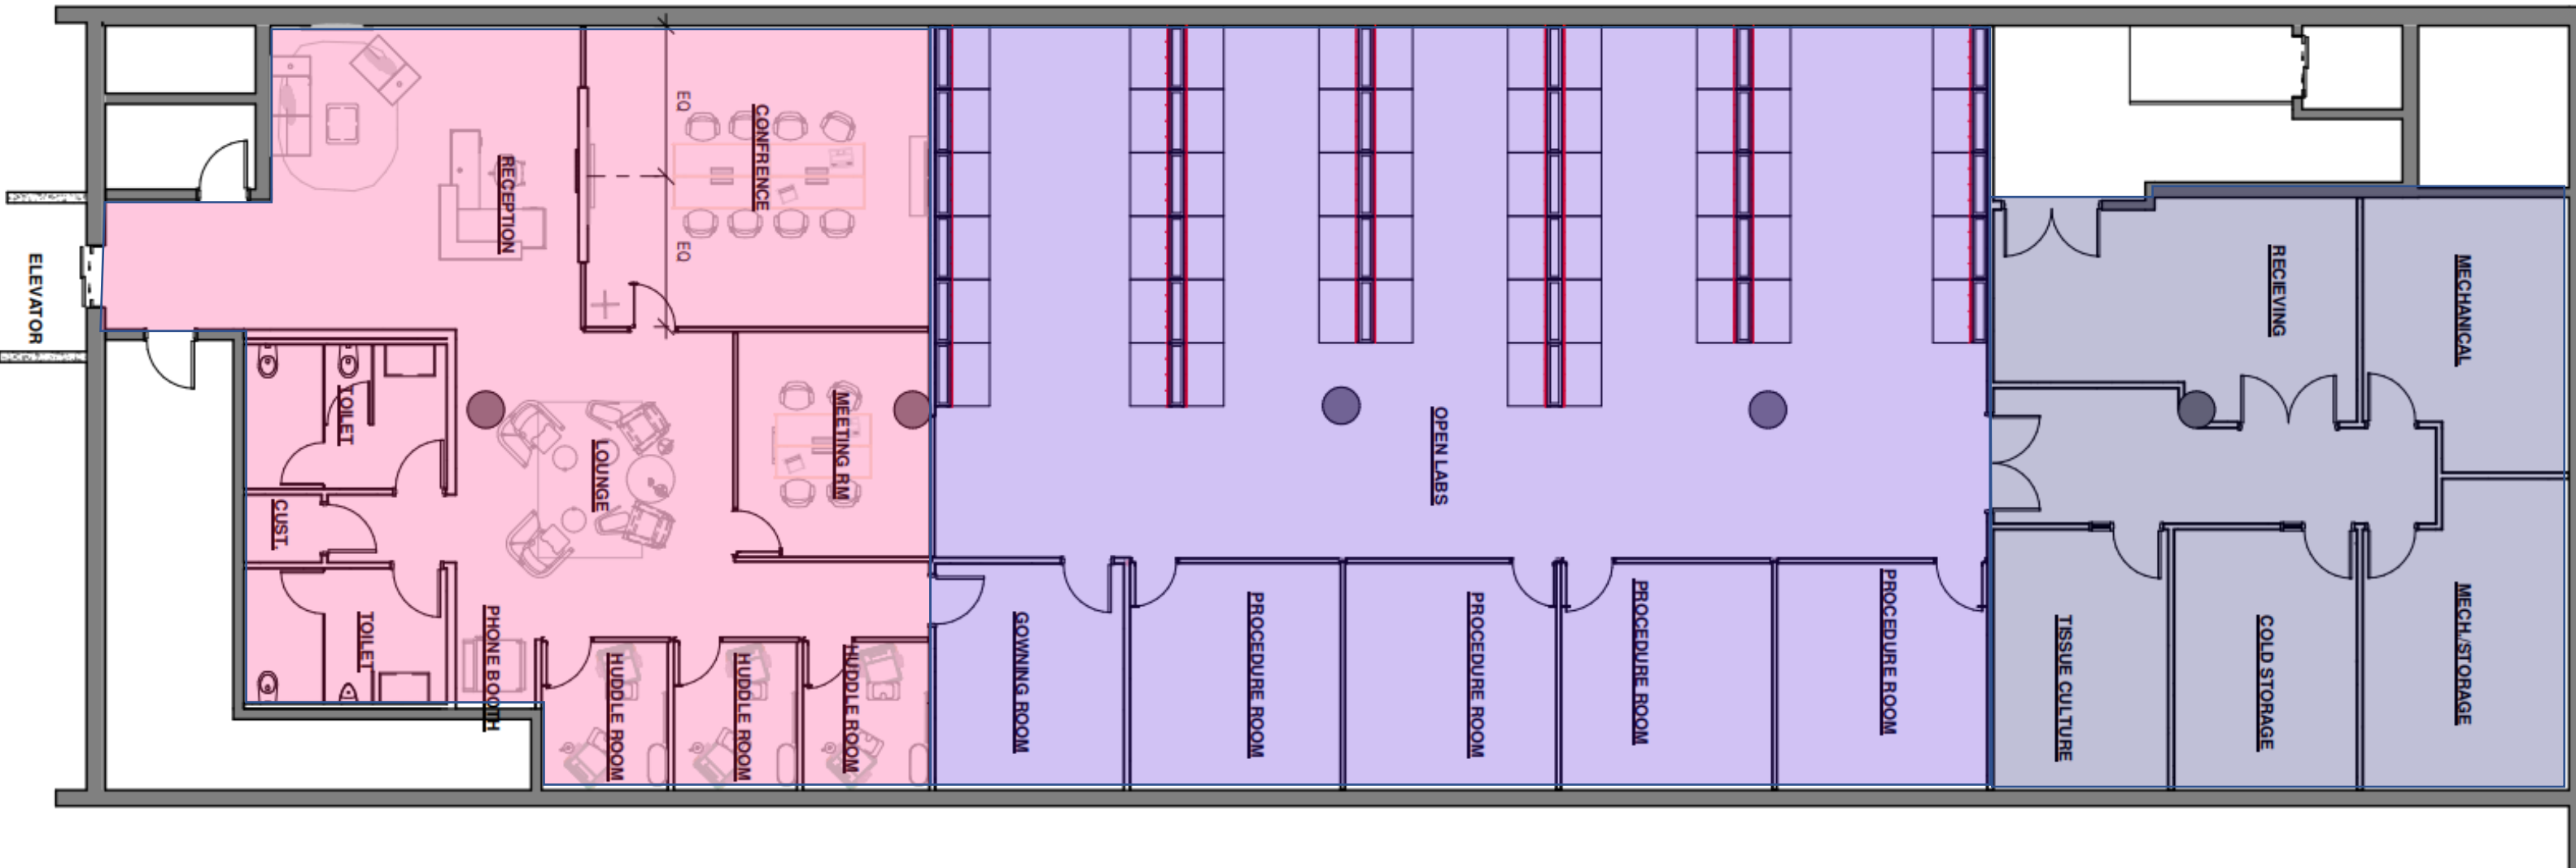 ELEVATOR
RECEPTION
EQ
EQ
CONFRENCE
TOILET
CUST.
TOILET
LOUNGE
MEETING RM
PHONE BOOTH
HUDDLE ROOM
HUDDLE ROOM
HUDDLE ROOM
OPEN LABS
GOWNING ROOM
PROCEDURE ROOM
PROCEDURE ROOM
PROCEDURE ROOM
PROCEDURE ROOM
RECIEVING
MECHANICAL
TISSUE CULTURE
COLD STORAGE
MECH./STORAGE